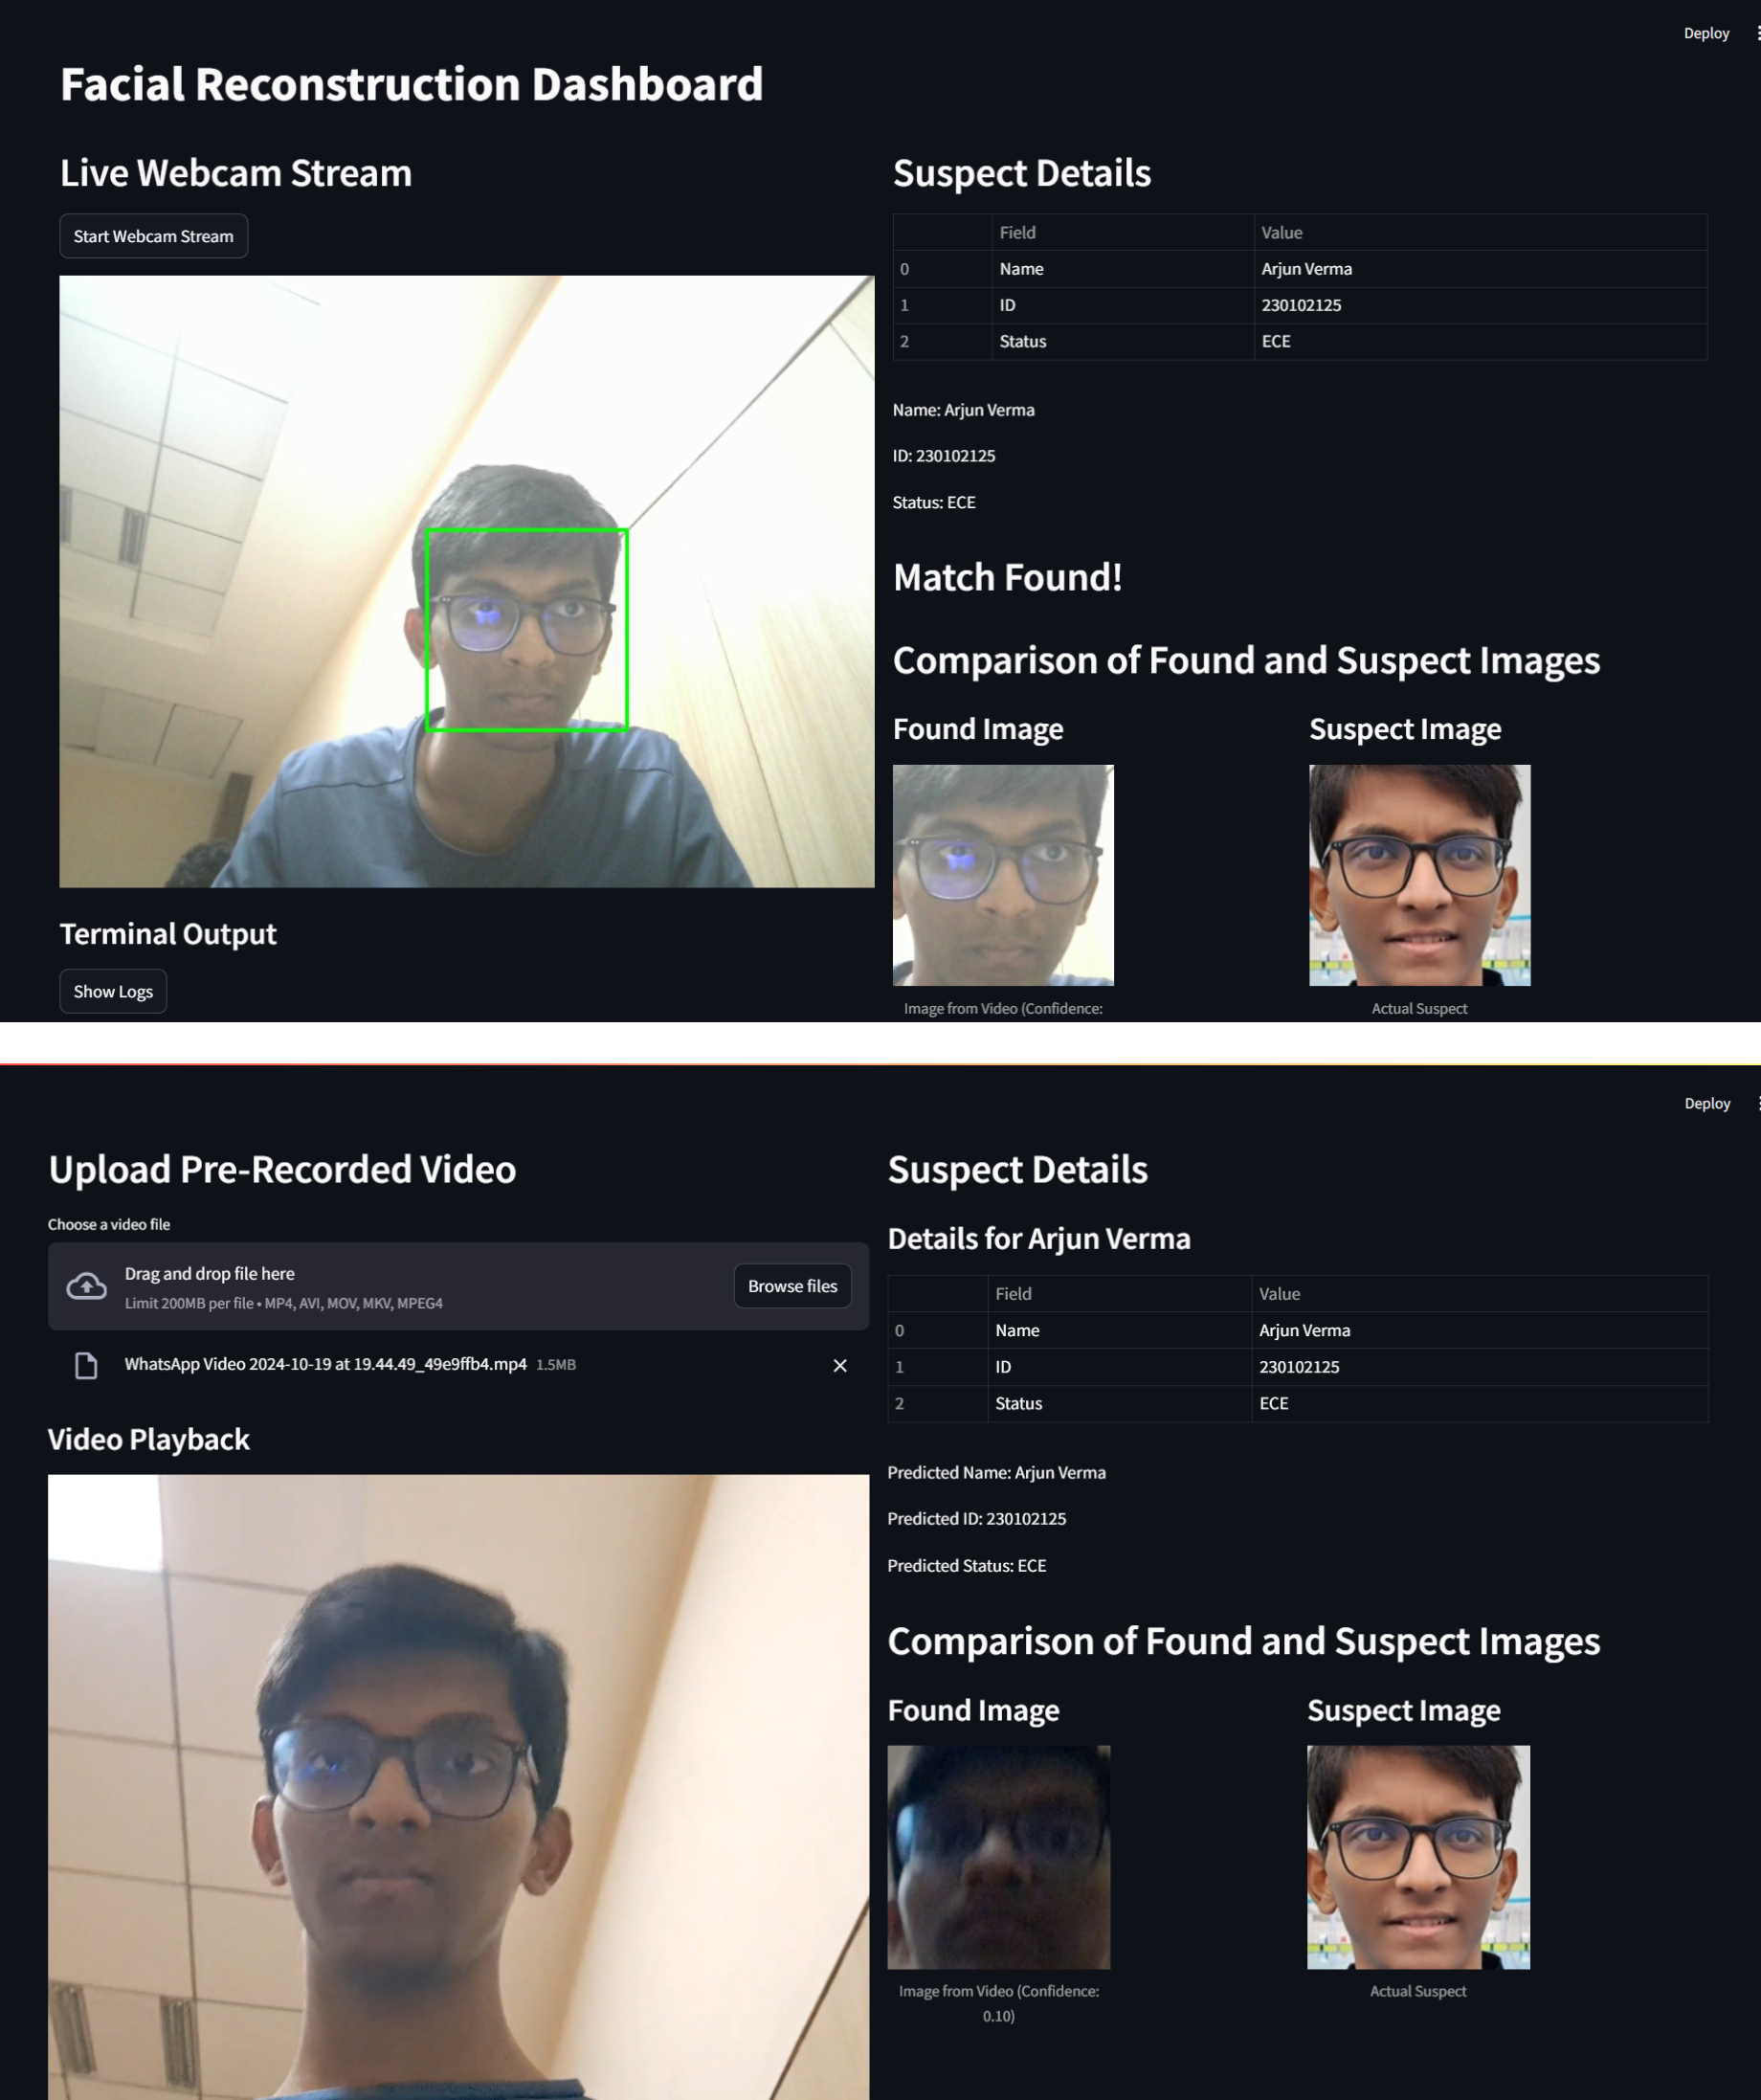 Deploy
Facial Reconstruction Dashboard
Live Webcam Stream
Start Webcam Stream
Terminal Output
Show Logs
Suspect Details
Field Value
0 Name Arjun Verma
1 ID 230102125
2 Status ECE
Name: Arjun Verma
ID: 230102125
Status: ECE
Match Found!
Comparison of Found and Suspect Images
Found Image
Suspect Image
Image from Video (Confidence:
Actual Suspect
Deploy
Upload Pre-Recorded Video
Choose a video file
Drag and drop file here
Limit 200MB per file • MP4, AVI, MOV, MKV, MPEG4
Browse files
WhatsApp Video 2024-10-19 at 19.44.49_49e9ffb4.mp4 1.5MB
Video Playback
Suspect Details
Details for Arjun Verma
Field Value
0 Name Arjun Verma
1 ID 230102125
2 Status ECE
Predicted Name: Arjun Verma
Predicted ID: 230102125
Predicted Status: ECE
Comparison of Found and Suspect Images
Found Image
Suspect Image
Image from Video (Confidence:
0.10)
Actual Suspect